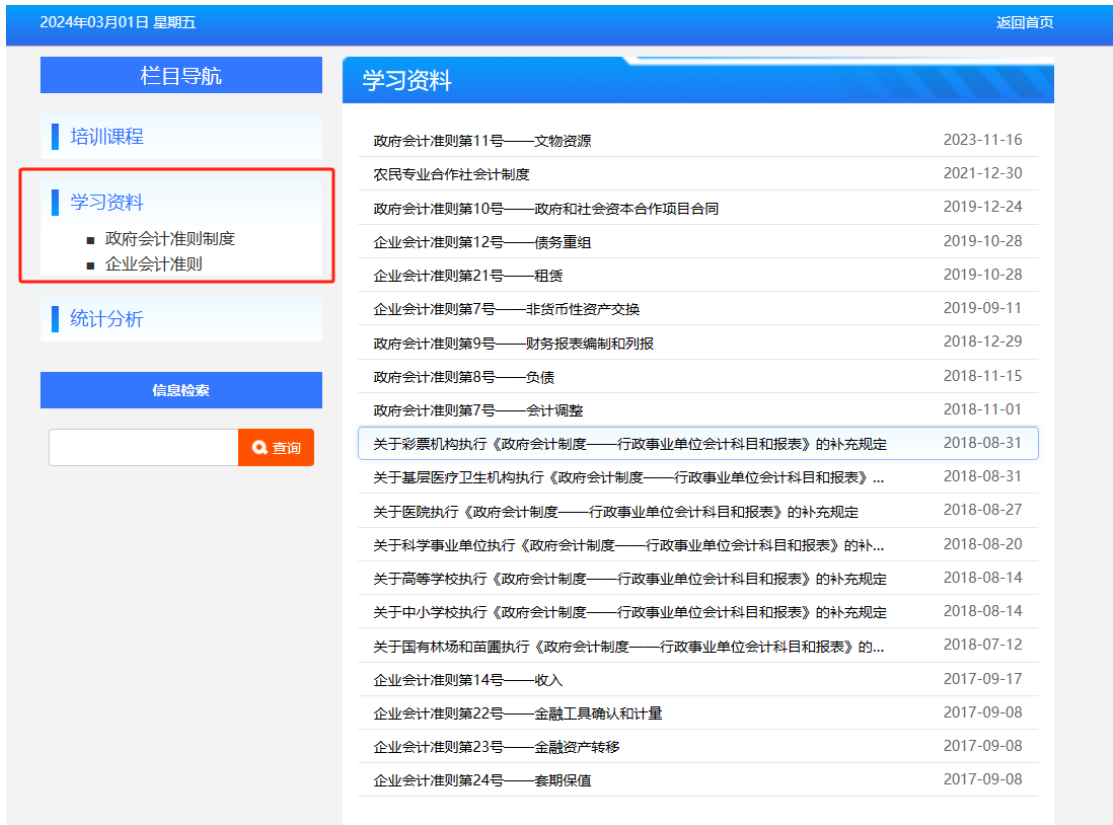 2024年03月01日 星期五 返回首页
栏目导航
培训课程
学习资料
■ 政府会计准则制度
■ 企业会计准则
统计分析
信息检索
查询
学习资料
政府会计准则第11号——文物资源 2023-11-16
农民专业合作社会计制度 2021-12-30
政府会计准则第10号——政府和社会资本合作项目合同 2019-12-24
企业会计准则第12号——债务重组 2019-10-28
企业会计准则第21号——租赁 2019-10-28
企业会计准则第7号——非货币性资产交换 2019-09-11
政府会计准则第9号——财务报表编制和列报 2018-12-29
政府会计准则第8号——负债 2018-11-15
政府会计准则第7号——会计调整 2018-11-01
关于彩票机构执行《政府会计制度——行政事业单位会计科目和报表》的补充规定 2018-08-31
关于基层医疗卫生机构执行《政府会计制度——行政事业单位会计科目和报表》... 2018-08-31
关于医院执行《政府会计制度——行政事业单位会计科目和报表》的补充规定 2018-08-27
关于科学事业单位执行《政府会计制度——行政事业单位会计科目和报表》的补... 2018-08-20
关于高等学校执行《政府会计制度——行政事业单位会计科目和报表》的补充规定 2018-08-14
关于中小学校执行《政府会计制度——行政事业单位会计科目和报表》的补充规定 2018-08-14
关于国有林场和苗圃执行《政府会计制度——行政事业单位会计科目和报表》的... 2018-07-12
企业会计准则第14号——收入 2017-09-17
企业会计准则第22号——金融工具确认和计量 2017-09-08
企业会计准则第23号——金融资产转移 2017-09-08
企业会计准则第24号——套期保值 2017-09-08